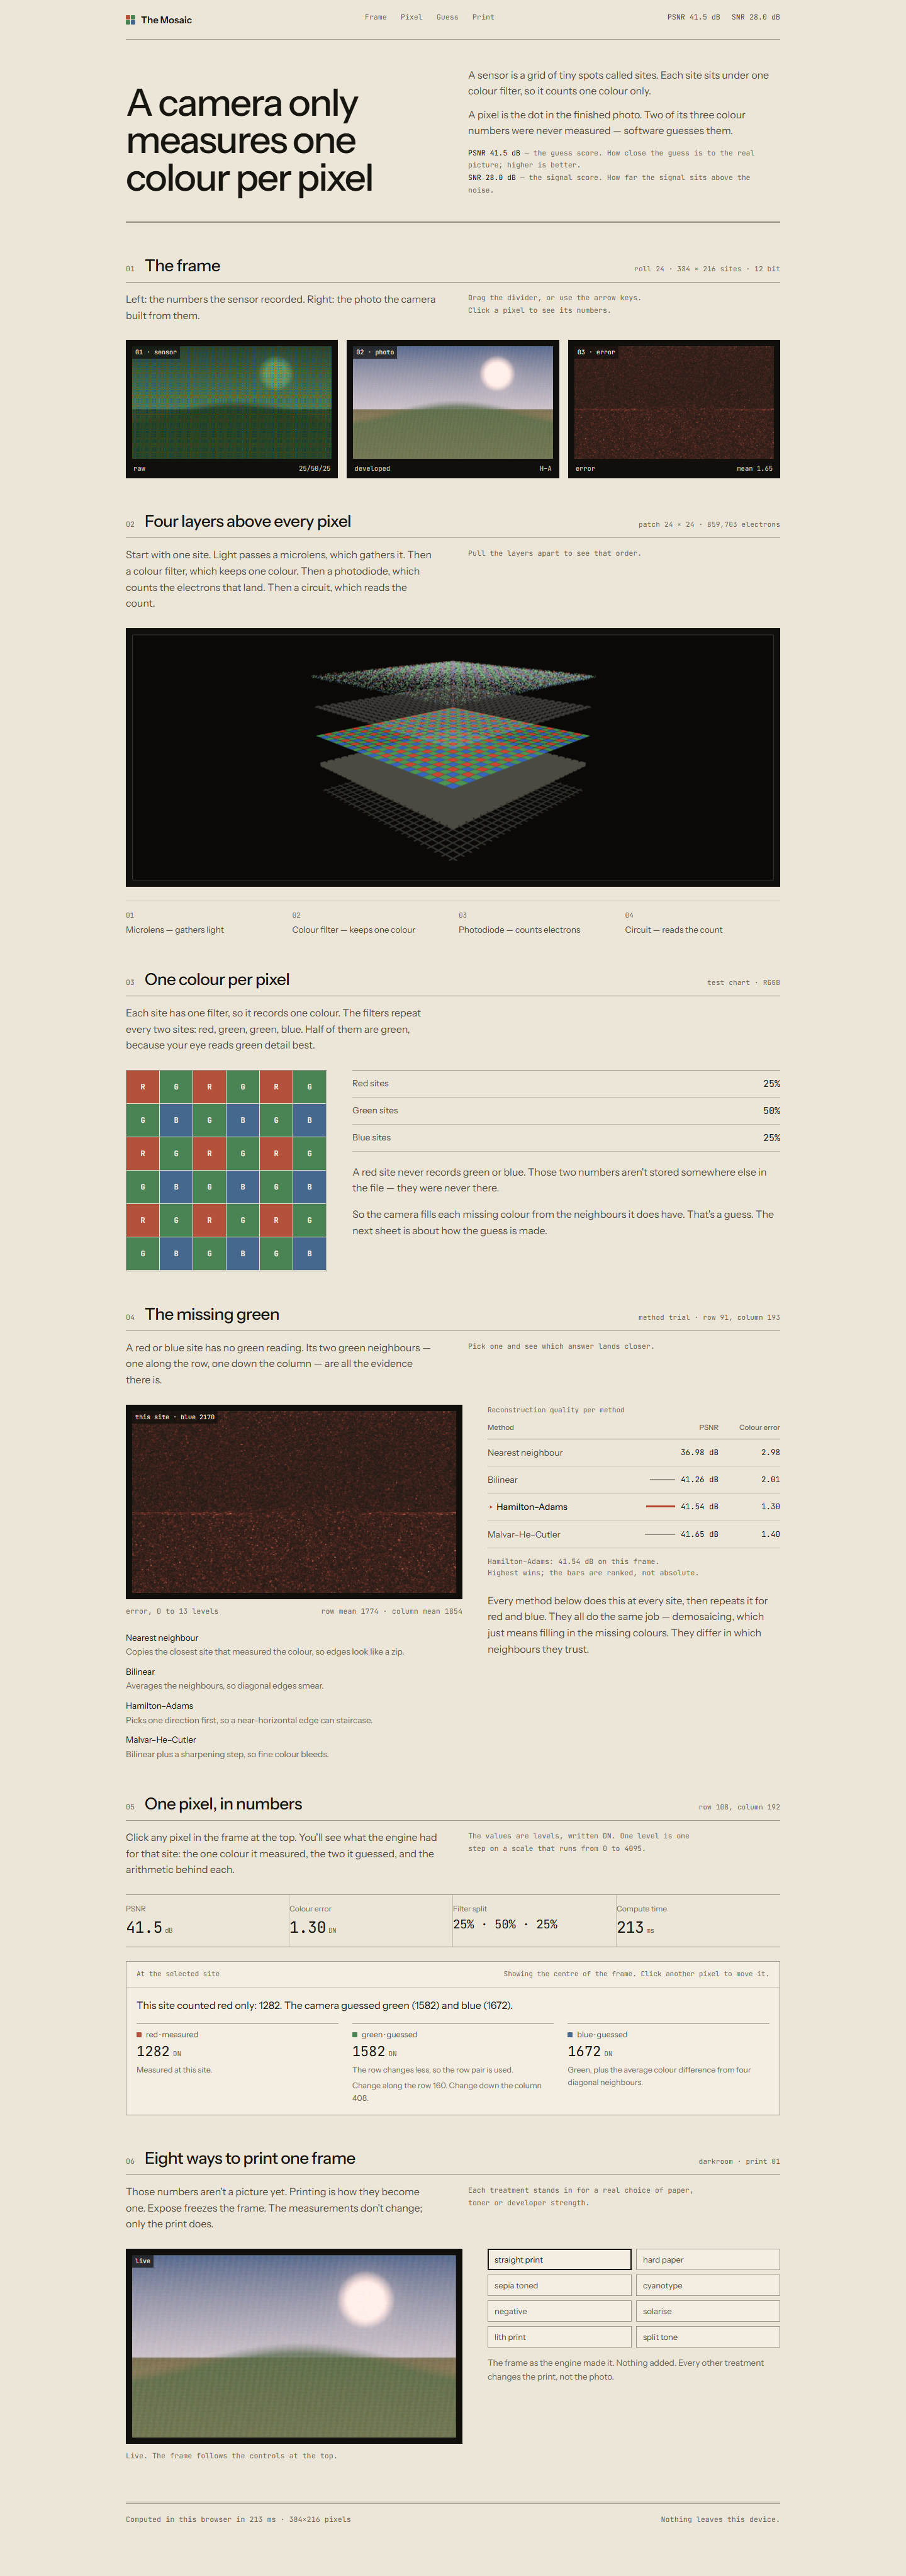 The Mosaic
Frame Pixel Guess Print
PSNR 41.5 dB SNR 28.0 dB
A camera only
measures one
colour per pixel
A sensor is a grid of tiny spots called sites. Each site sits under one
colour filter, so it counts one colour only.
A pixel is the dot in the finished photo. Two of its three colour
numbers were never measured — software guesses them.
PSNR 41.5 dB — the guess score. How close the guess is to the real
picture; higher is better.
SNR 28.0 dB — the signal score. How far the signal sits above the
noise.
01 The frame
roll 24 · 384 × 216 sites · 12 bit
Left: the numbers the sensor recorded. Right: the photo the camera
built from them.
Drag the divider, or use the arrow keys.
Click a pixel to see its numbers.
01 · sensor
raw 25/50/25
02 · photo
developed H-A
03 · error
error mean 1.65
02 Four layers above every pixel
patch 24 × 24 · 859,703 electrons
Start with one site. Light passes a microlens, which gathers it. Then
a colour filter, which keeps one colour. Then a photodiode, which
counts the electrons that land. Then a circuit, which reads the
count.
Pull the layers apart to see that order.
01
Microlens — gathers light
02
Colour filter — keeps one colour
03
Photodiode — counts electrons
04
Circuit — reads the count
03 One colour per pixel
test chart · RGGB
Each site has one filter, so it records one colour. The filters repeat
every two sites: red, green, green, blue. Half of them are green,
because your eye reads green detail best.
R G R G R G
G B G B G B
R G R G R G
G B G B G B
R G R G R G
G B G B G B
Red sites 25%
Green sites 50%
Blue sites 25%
A red site never records green or blue. Those two numbers aren't stored somewhere else in
the file — they were never there.
So the camera fills each missing colour from the neighbours it does have. That's a guess. The
next sheet is about how the guess is made.
04 The missing green
method trial · row 91, column 193
A red or blue site has no green reading. Its two green neighbours —
one along the row, one down the column — are all the evidence
there is.
Pick one and see which answer lands closer.
this site · blue 2170
error, 0 to 13 levels
row mean 1774 · column mean 1854
Nearest neighbour
Copies the closest site that measured the colour, so edges look like a zip.
Bilinear
Averages the neighbours, so diagonal edges smear.
Hamilton–Adams
Picks one direction first, so a near-horizontal edge can staircase.
Malvar–He–Cutler
Bilinear plus a sharpening step, so fine colour bleeds.
Reconstruction quality per method
Method PSNR Colour error
Nearest neighbour 36.98 dB 2.98
Bilinear 41.26 dB 2.01
Hamilton–Adams 41.54 dB 1.30
Malvar–He–Cutler 41.65 dB 1.40
Hamilton–Adams: 41.54 dB on this frame.
Highest wins; the bars are ranked, not absolute.
Every method below does this at every site, then repeats it for
red and blue. They all do the same job — demosaicing, which
just means filling in the missing colours. They differ in which
neighbours they trust.
05 One pixel, in numbers
row 108, column 192
Click any pixel in the frame at the top. You'll see what the engine had
for that site: the one colour it measured, the two it guessed, and the
arithmetic behind each.
The values are levels, written DN. One level is one
step on a scale that runs from 0 to 4095.
PSNR
41.5 dB
Colour error
1.30 DN
Filter split
25% · 50% · 25%
Compute time
213 ms
At the selected site
Showing the centre of the frame. Click another pixel to move it.
This site counted red only: 1282. The camera guessed green (1582) and blue (1672).
red · measured
1282 DN
Measured at this site.
green · guessed
1582 DN
The row changes less, so the row pair is used.
Change along the row 160. Change down the column
408.
blue · guessed
1672 DN
Green, plus the average colour difference from four
diagonal neighbours.
06 Eight ways to print one frame
darkroom · print 01
Those numbers aren't a picture yet. Printing is how they become
one. Expose freezes the frame. The measurements don't change;
only the print does.
Each treatment stands in for a real choice of paper,
toner or developer strength.
live
Live. The frame follows the controls at the top.
straight print
hard paper
sepia toned
cyanotype
negative
solarise
lith print
split tone
The frame as the engine made it. Nothing added. Every other treatment
changes the print, not the photo.
Computed in this browser in 213 ms · 384×216 pixels
Nothing leaves this device.